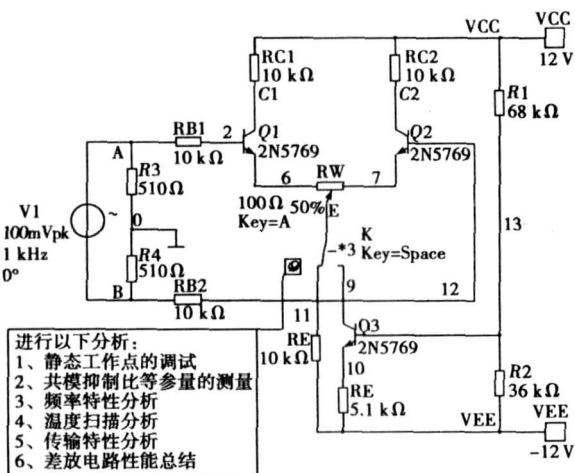 VCC
VCC
12 V
RC1
10 kΩ
C1
RC2
10 kΩ
C2
R1
68 kΩ
RB1
10 kΩ
2
Q1
2N5769
Q2
2N5769
A
R3
510Ω
0
V1
~
100mVpk
1 kHz
0°
R4
510Ω
B
RB2
10 kΩ
6
RW
7
100Ω
Key=A
50%
E
13
-*3
K
Key=Space
9
12
11
Q3
2N5769
RE
10 kΩ
10
RE
5.1 kΩ
R2
36 kΩ
VEE
VEE
-12 V
进行以下分析：
1、静态工作点的调试
2、共模抑制比等参量的测量
3、频率特性分析
4、温度扫描分析
5、传输特性分析
6、差放电路性能总结